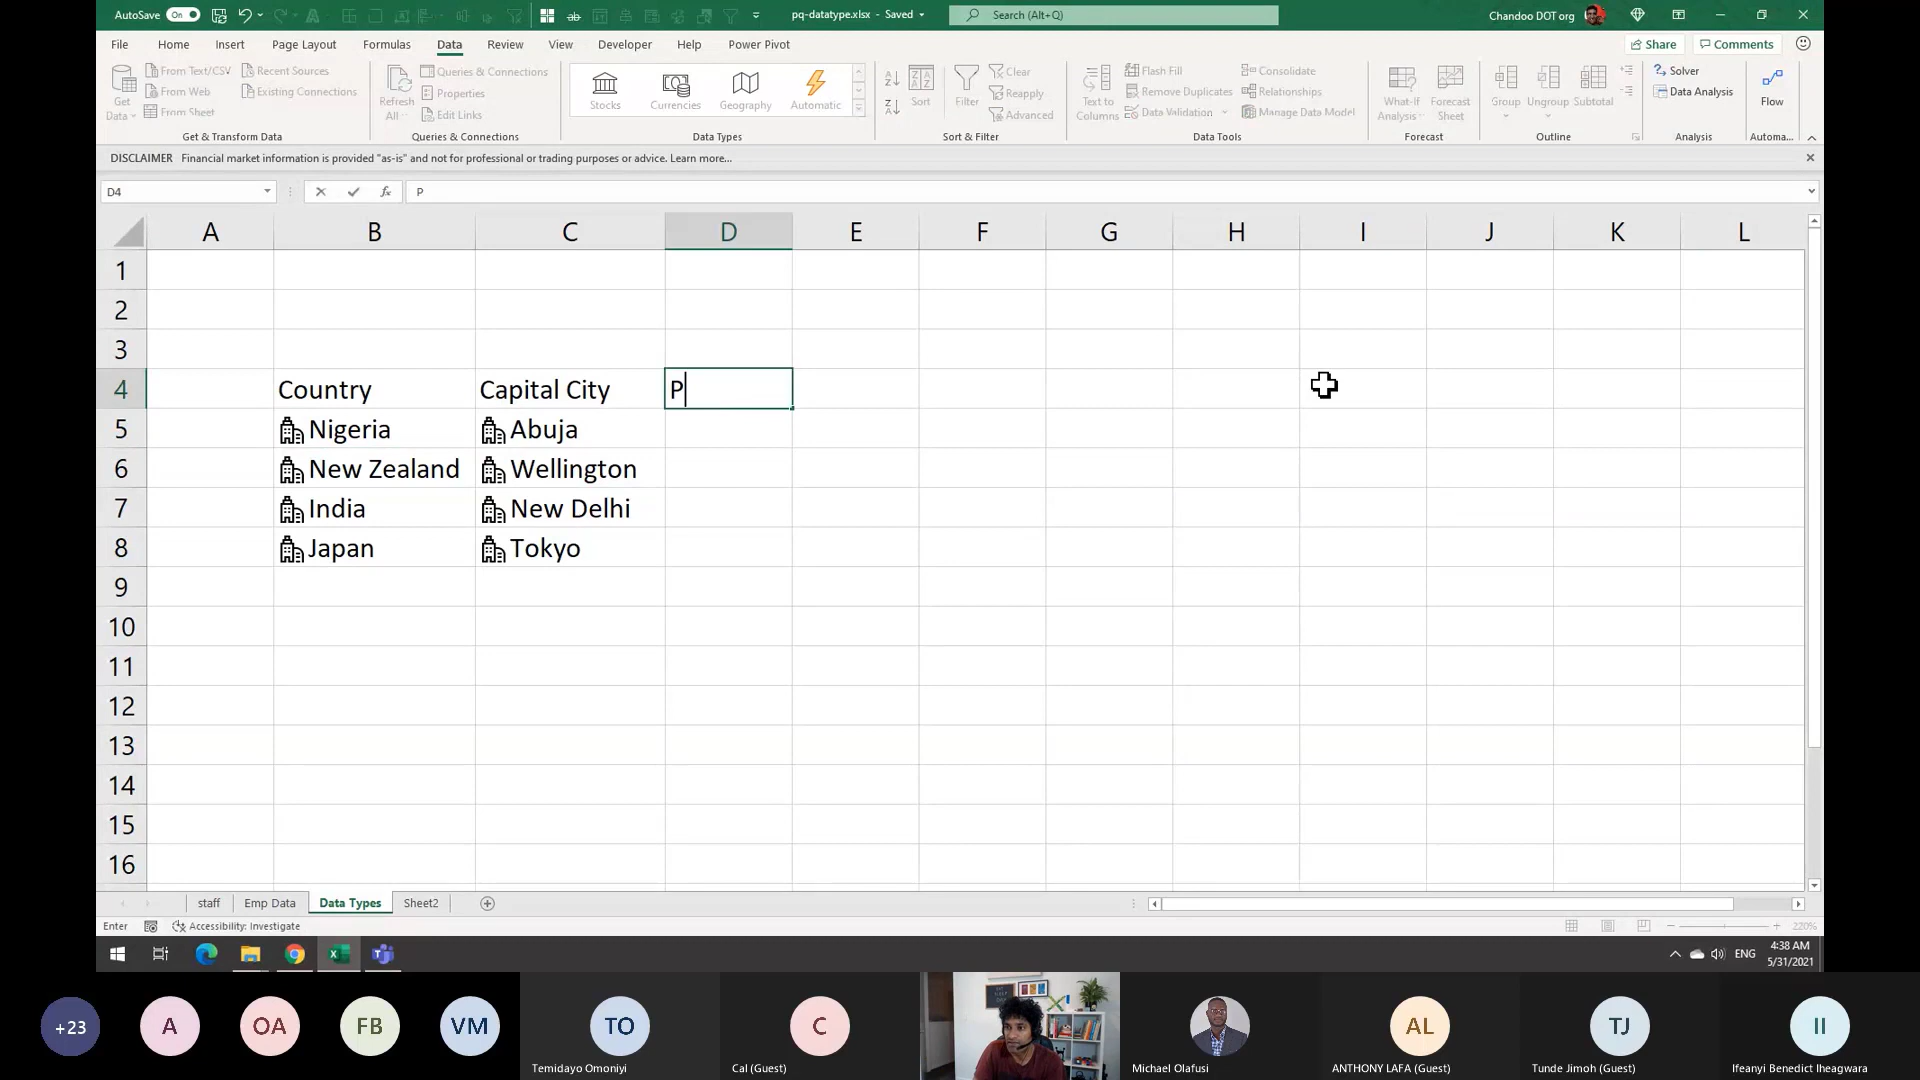 AutoSave On pq-datatype.xlsx - Saved Search (Alt+Q) Chandoo DOT org
File Home Insert Page Layout Formulas Data Review View Developer Help Power Pivot Share Comments
Get Data From Text/CSV From Web From Sheet Recent Sources Existing Connections
Get & Transform Data
Refresh All Queries & Connections Properties Edit Links
Queries & Connections
Stocks Currencies Geography Automatic
Data Types
Sort Filter Clear Reapply Advanced
Sort & Filter
Text to Columns Flash Fill Remove Duplicates Data Validation Consolidate Relationships Manage Data Model
Data Tools
What-If Analysis Forecast Sheet
Forecast
Group Ungroup Subtotal
Outline
Solver Data Analysis
Analysis
Flow
Automa...
DISCLAIMER Financial market information is provided "as-is" and not for professional or trading purposes or advice. Learn more...
D4 fx P
A B C D E F G H I J K L
1
2
3
4 Country Capital City P
5 Nigeria Abuja
6 New Zealand Wellington
7 India New Delhi
8 Japan Tokyo
9
10
11
12
13
14
15
16
staff Emp Data Data Types Sheet2
Enter Accessibility: Investigate 220%
ENG 4:38 AM
5/31/2021
+23 A OA FB VM TO C AL TJ II
Temidayo Omoniyi Cal (Guest) Michael Olafusi ANTHONY LAFA (Guest) Tunde Jimoh (Guest) Ifeanyi Benedict Iheagwara